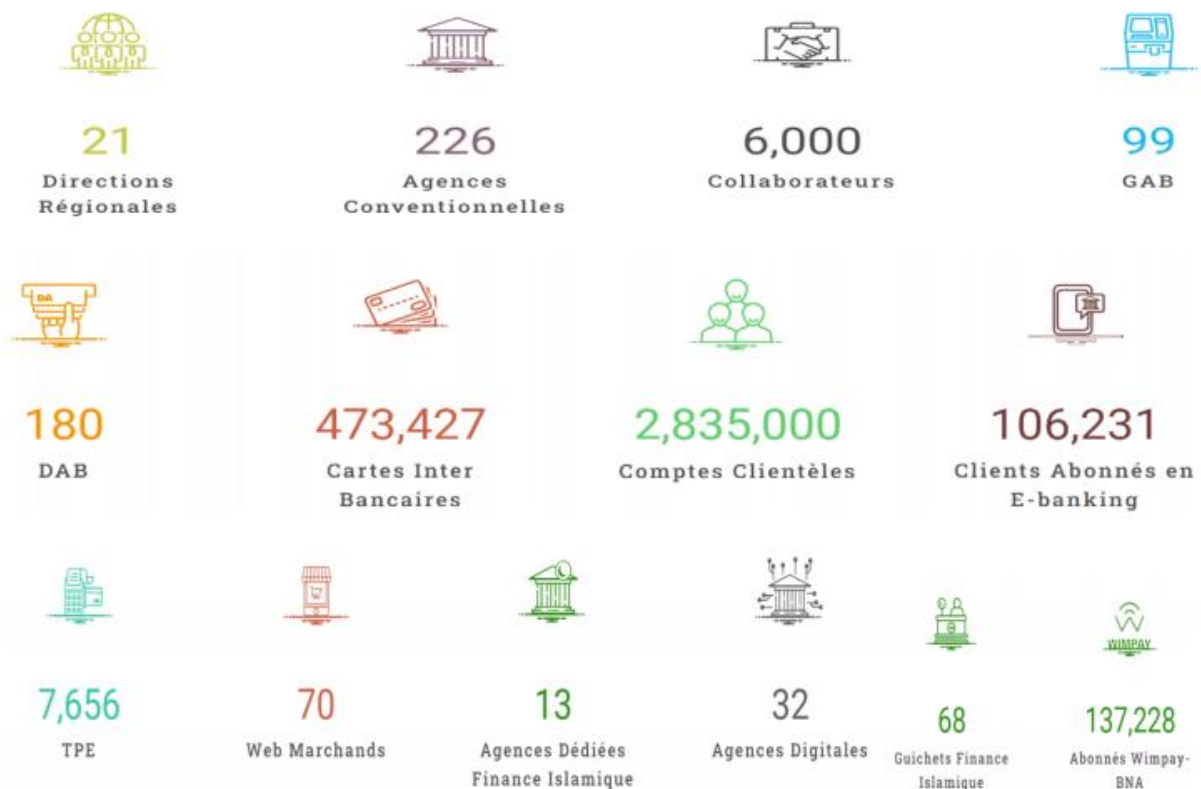 21
Directions
Régionales
226
Agences
Conventionnelles
6,000
Collaborateurs
99
GAB
DA
180
DAB
473,427
Cartes Inter
Bancaires
2,835,000
Comptes Clientèles
106,231
Clients Abonnés en
E-banking
7,656
TPE
70
Web Marchands
13
Agences Dédiées
Finance Islamique
32
Agences Digitales
68
Guichets Finance
Islamique
WIMPAY
137,228
Abonnés Wimpay-
BNA